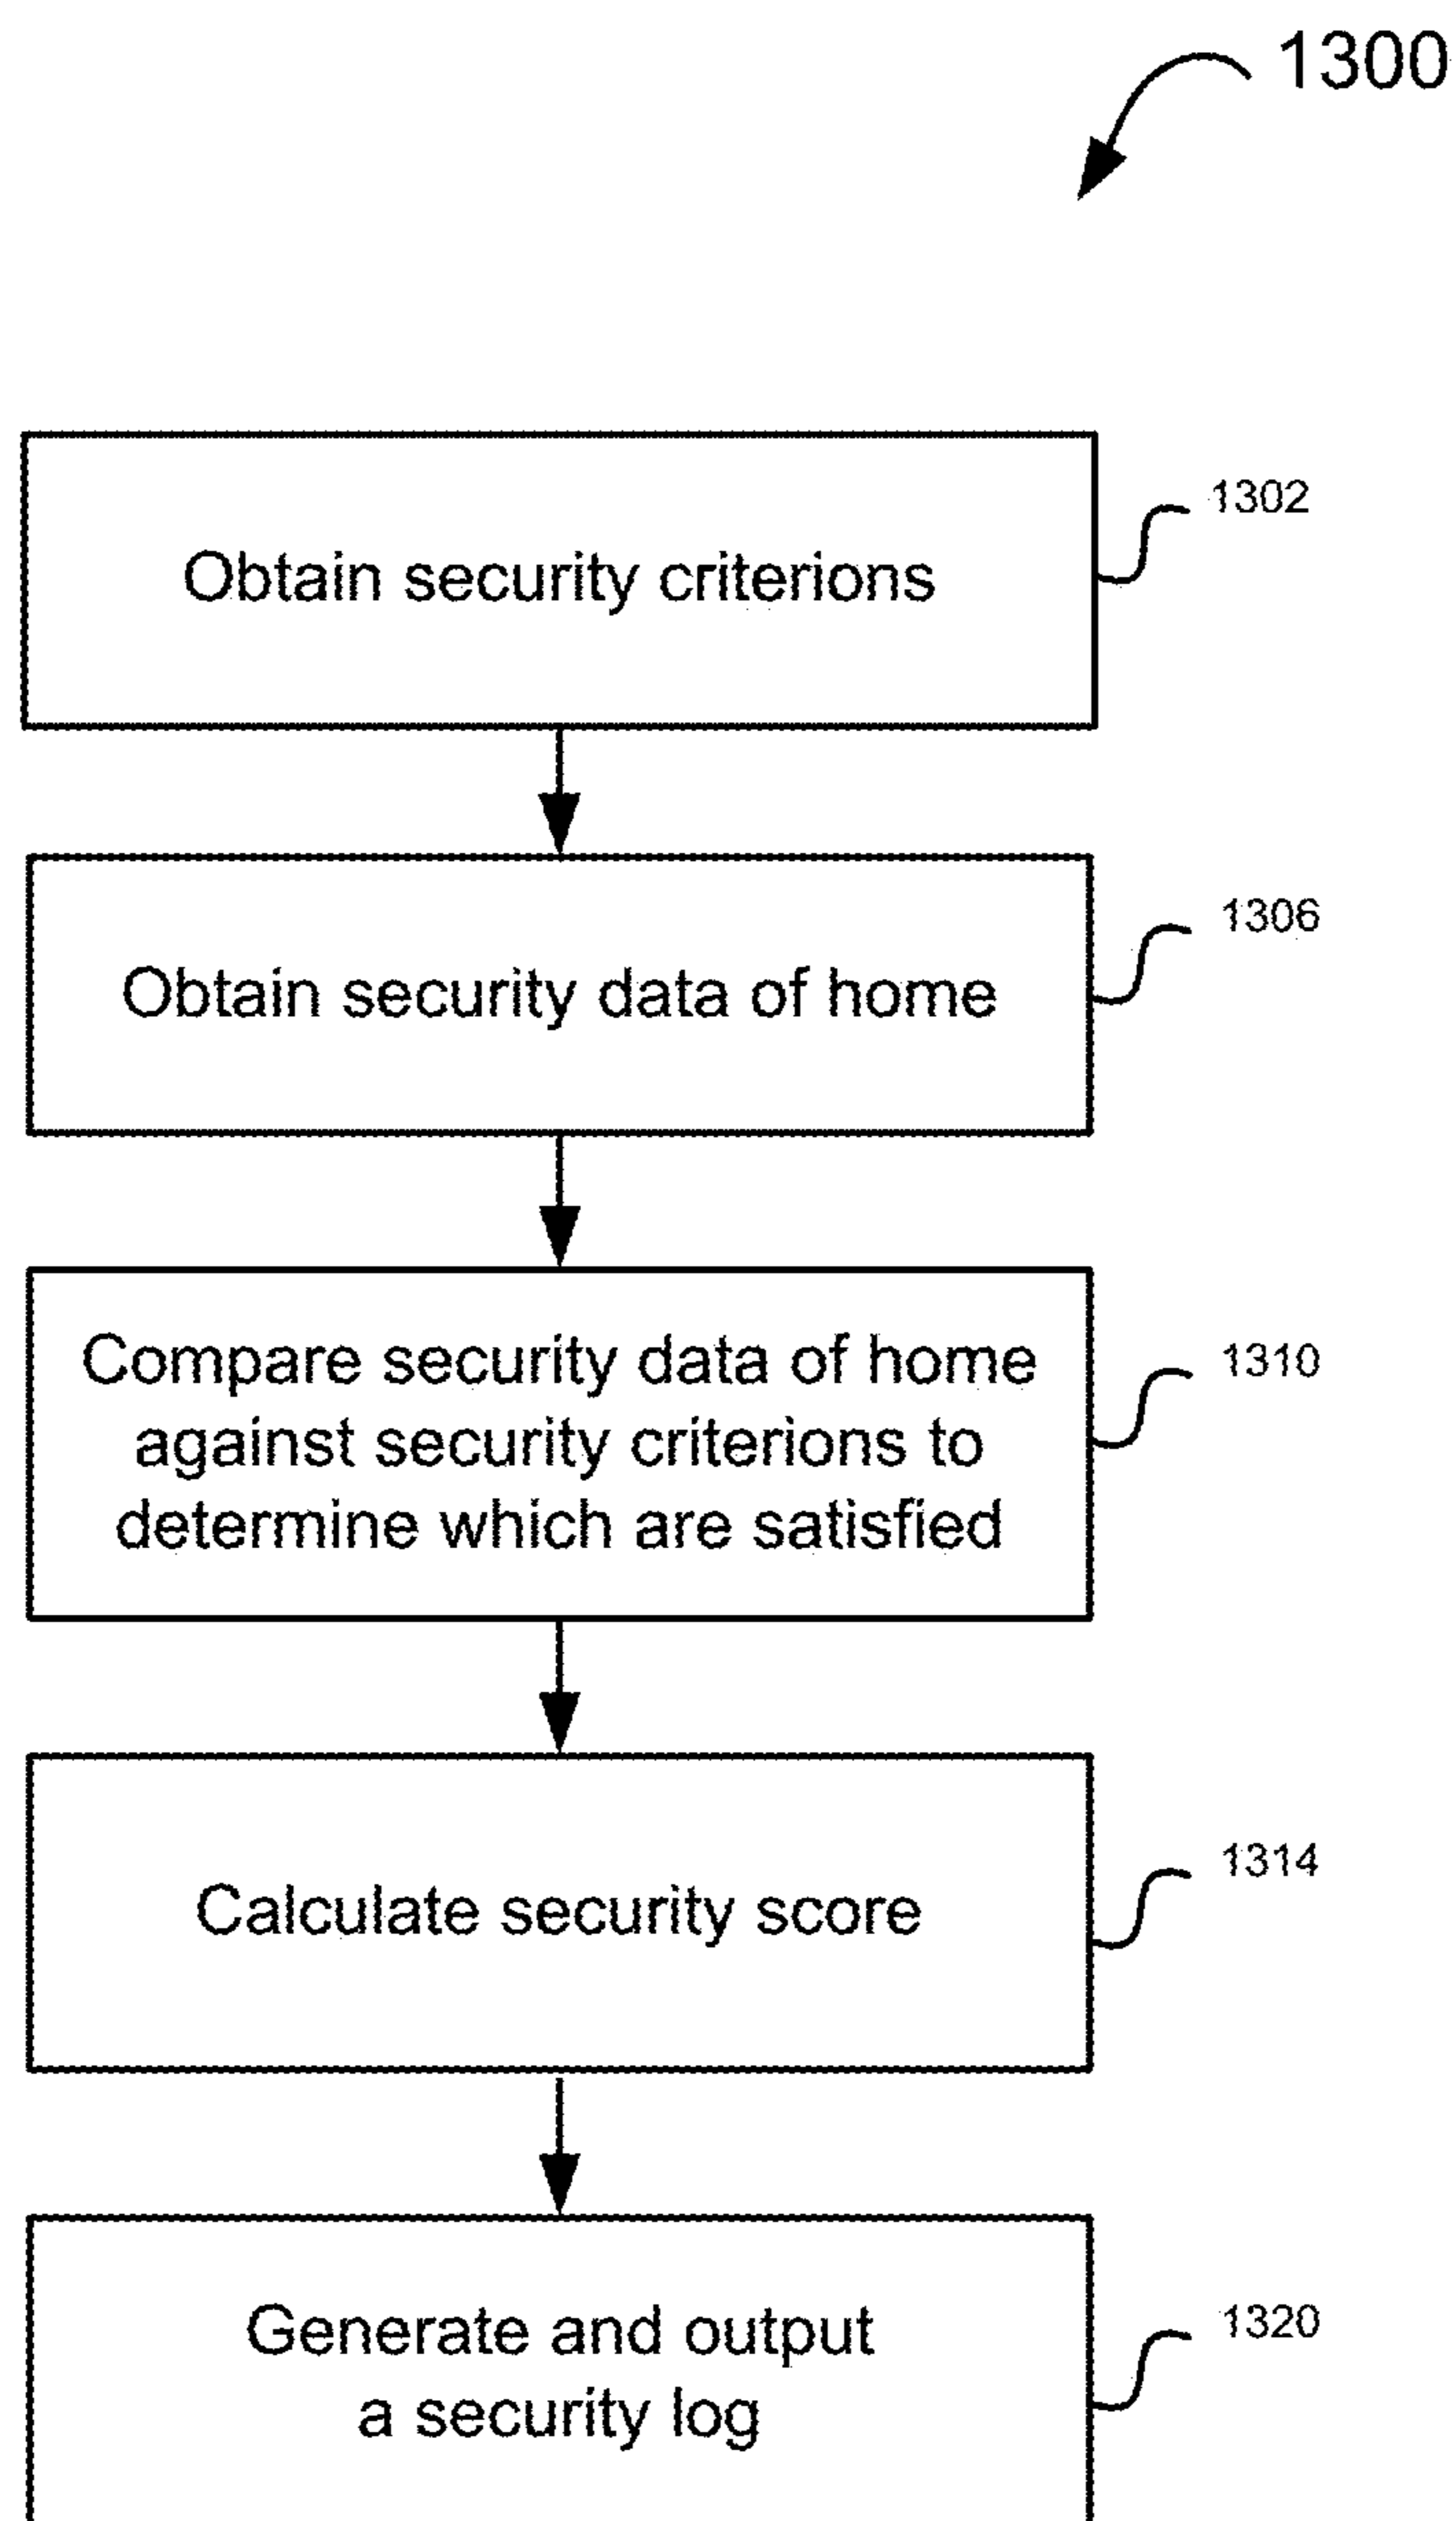 1300
Obtain security criterions
1302
Obtain security data of home
1306
Compare security data of home
against security criterions to
determine which are satisfied
1310
Calculate security score
1314
Generate and output
a security log
1320